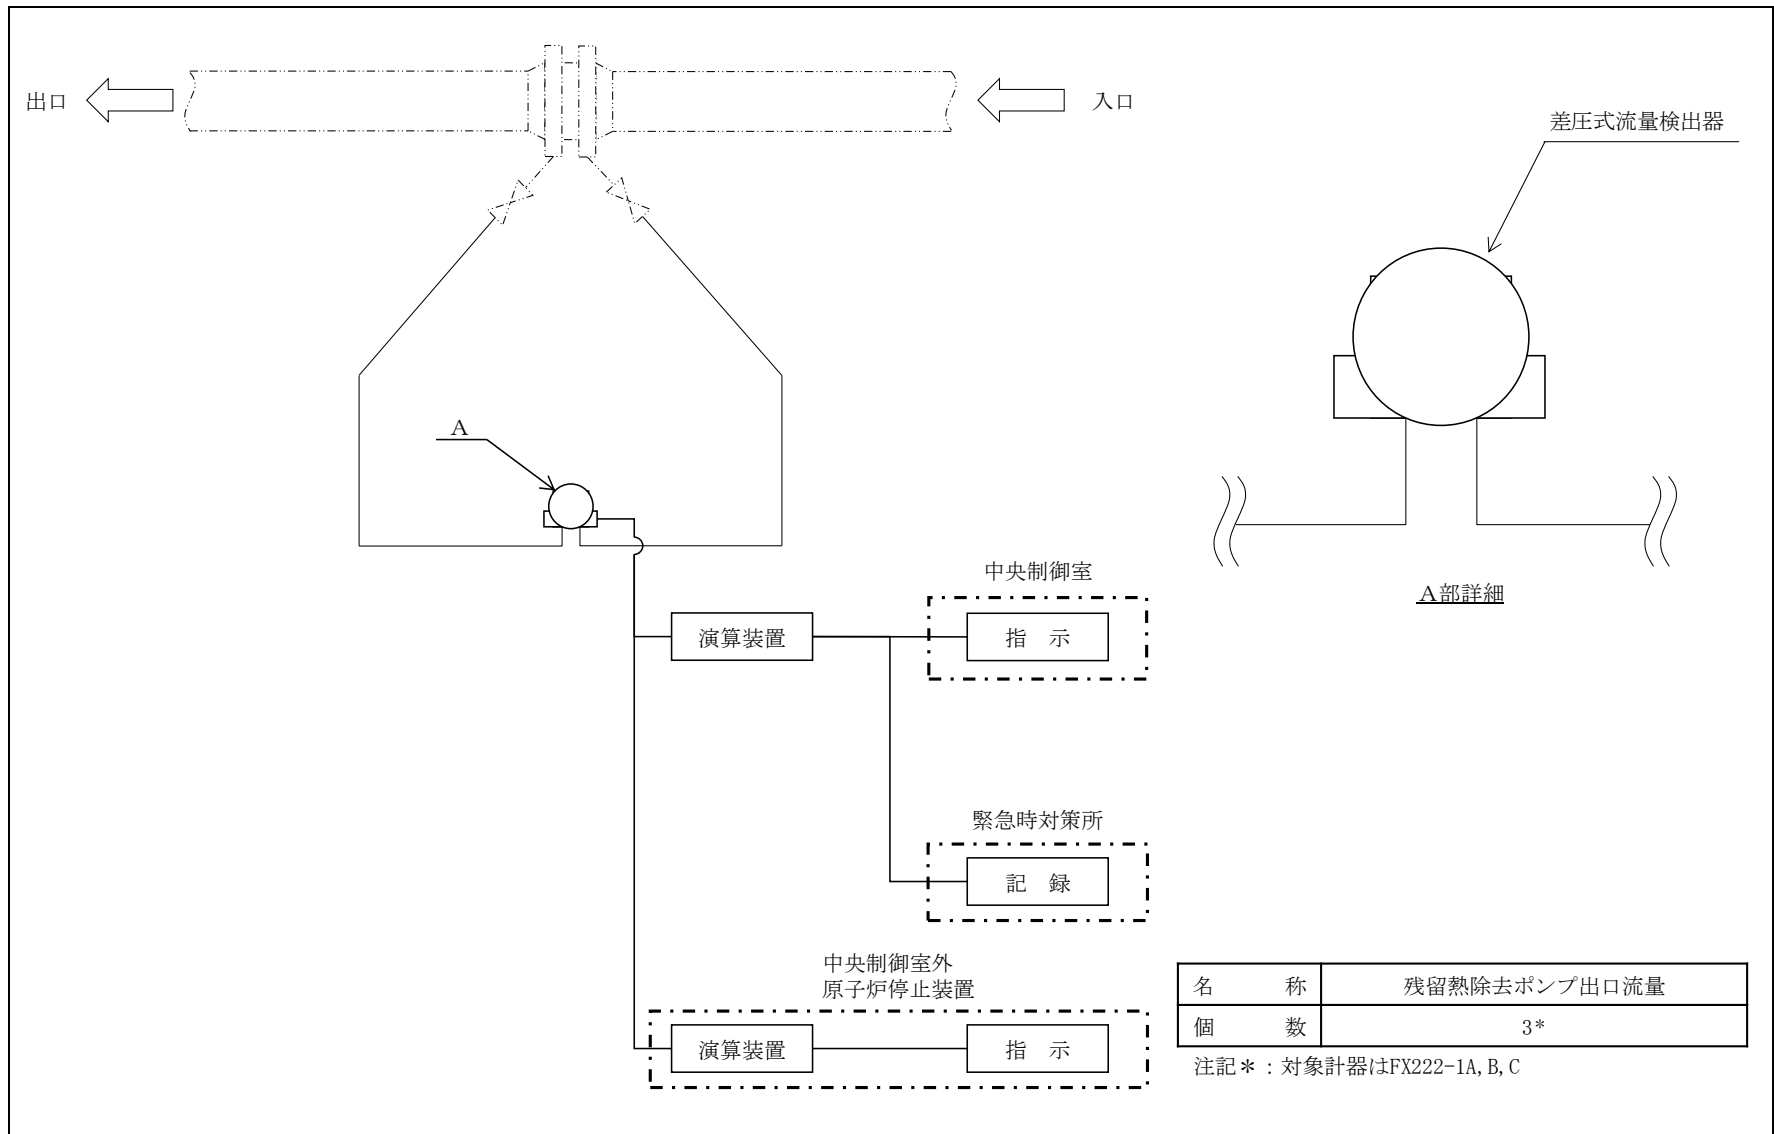 出口
入口
差圧式流量検出器
A
A部詳細
中央制御室
演算装置
指　示
緊急時対策所
記　録
中央制御室外
原子炉停止装置
演算装置
指　示
名　称 残留熱除去ポンプ出口流量
個　数 3*
注記＊：対象計器はFX222-1A,B,C